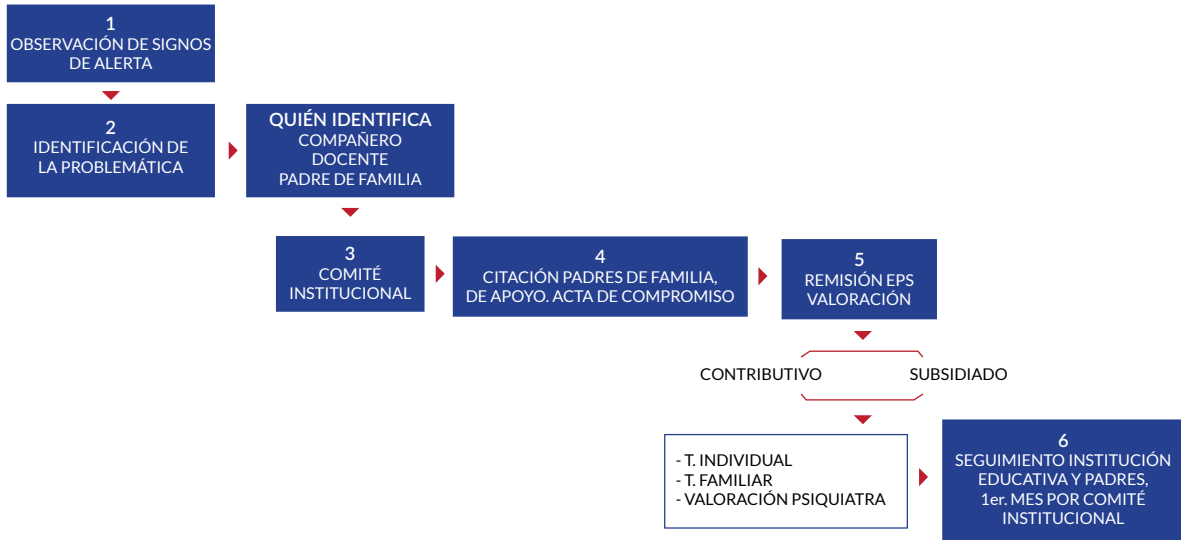 1
OBSERVACIÓN DE SIGNOS
DE ALERTA
2
IDENTIFICACIÓN DE
LA PROBLEMÁTICA
QUIÉN IDENTIFICA
COMPAÑERO
DOCENTE
PADRE DE FAMILIA
3
COMITÉ
INSTITUCIONAL
4
CITACIÓN PADRES DE FAMILIA,
DE APOYO. ACTA DE COMPROMISO
5
REMISIÓN EPS
VALORACIÓN
CONTRIBUTIVO
SUBSIDIADO
- T. INDIVIDUAL
- T. FAMILIAR
- VALORACIÓN PSIQUIATRA
6
SEGUIMIENTO INSTITUCIÓN
EDUCATIVA Y PADRES,
1er. MES POR COMITÉ
INSTITUCIONAL